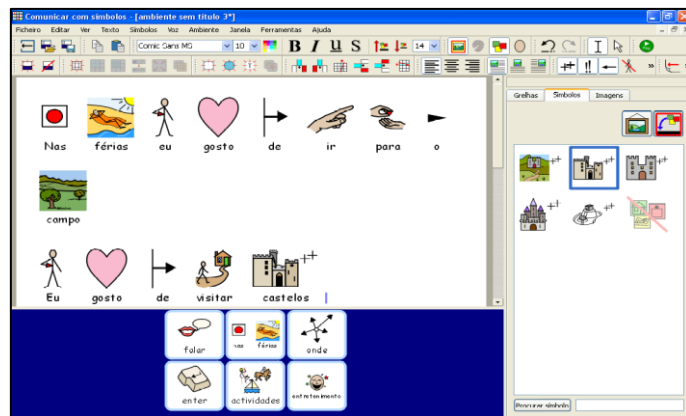 Comunicar com símbolos - [ambiente sem título 3*]
Ficheiro Editar Ver Texto Símbolos Voz Ambiente Janela Ferramentas Ajuda
Comic Sans MS 10 B I U S 14
Grelhas Símbolos Imagens
Nas férias eu gosto de ir para o
campo
Eu gosto de visitar castelos
falar nas férias onde
enter actividades entretenimento
Procurar símbolo